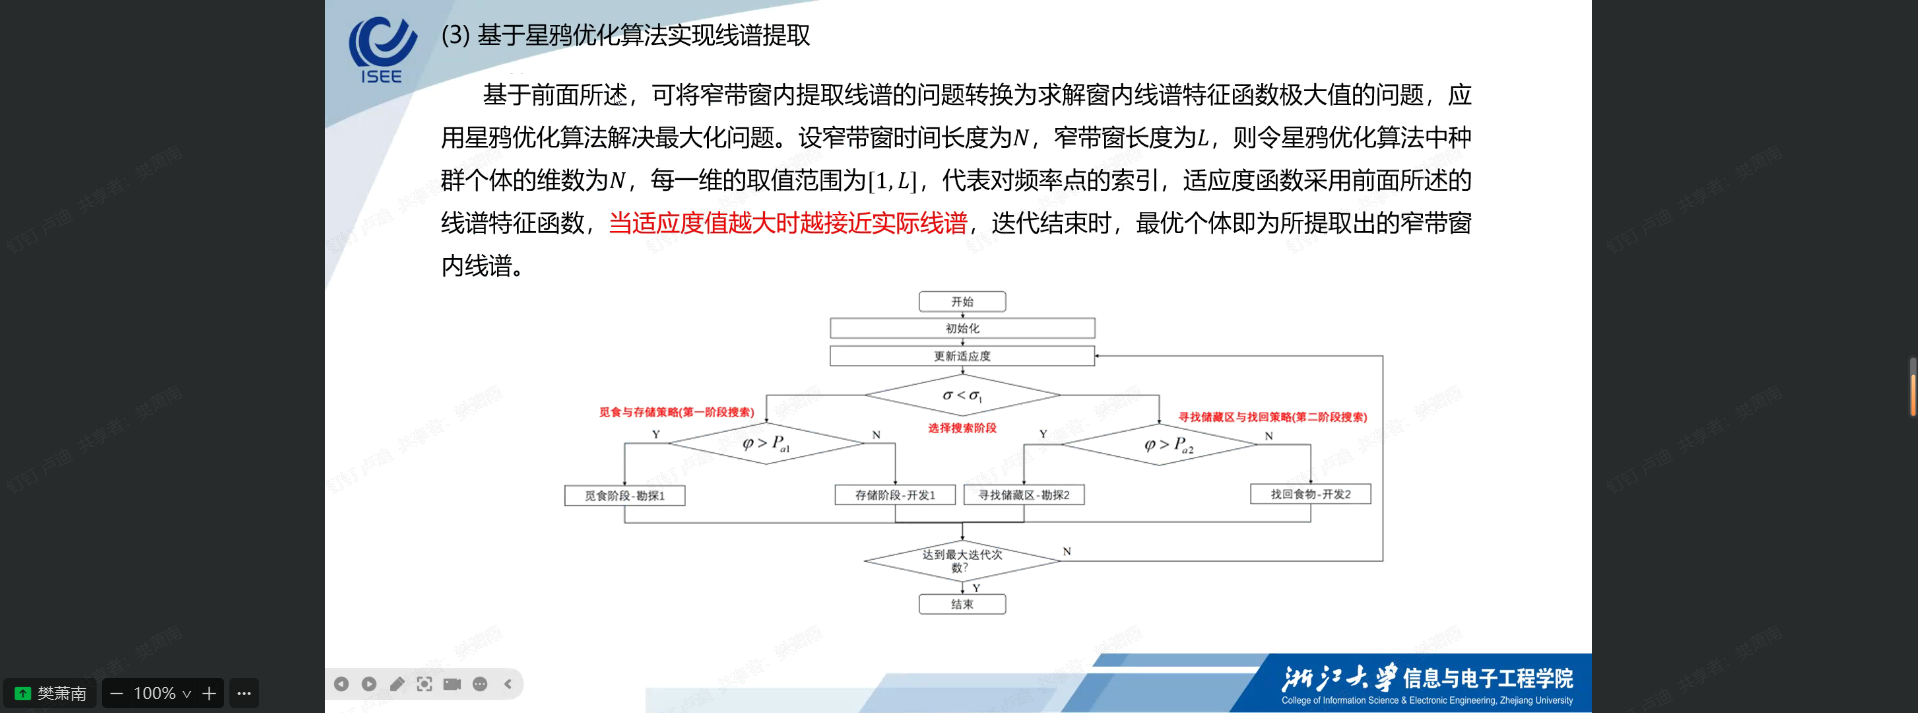 ISEE
(3) 基于星鸦优化算法实现线谱提取
基于前面所述，可将窄带窗内提取线谱的问题转换为求解窗内线谱特征函数极大值的问题，应
用星鸦优化算法解决最大化问题。设窄带窗时间长度为N，窄带窗长度为L，则令星鸦优化算法中种
群个体的维数为N，每一维的取值范围为[1, L]，代表对频率点的索引，适应度函数采用前面所述的
线谱特征函数，当适应度值越大时越接近实际线谱，迭代结束时，最优个体即为所提取出的窄带窗
内线谱。
开始
初始化
更新适应度
σ < σ1
选择搜索阶段
觅食与存储策略(第一阶段搜索)
寻找储藏区与找回策略(第二阶段搜索)
Y
φ > Pa1
N
Y
φ > Pa2
N
觅食阶段-勘探1
存储阶段-开发1
寻找储藏区-勘探2
找回食物-开发2
达到最大迭代次
数？
N
Y
结束
浙江大学 信息与电子工程学院
College of Information Science & Electronic Engineering, Zhejiang University
樊萧南
100%
钉钉 卢迪 共享者：樊萧南